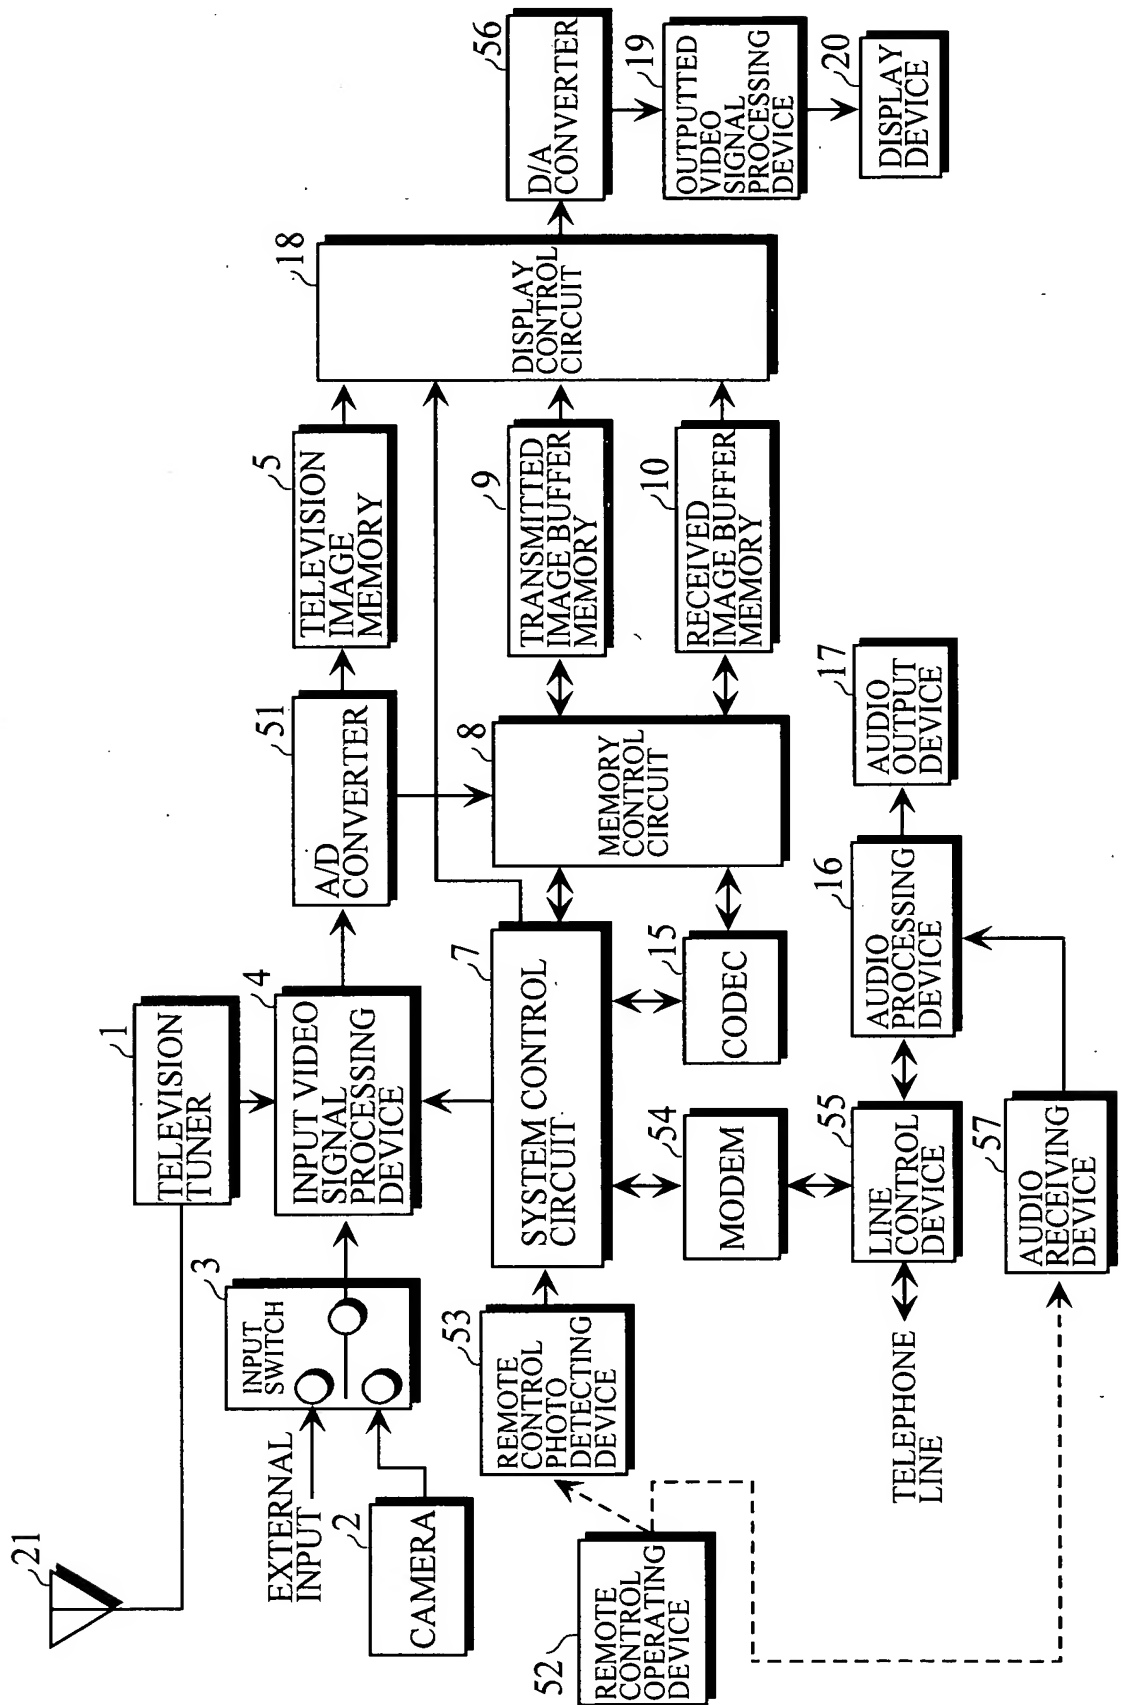 21
1
TELEVISION
TUNER
EXTERNAL
INPUT
2
CAMERA
3
INPUT
SWITCH
4
INPUT VIDEO
SIGNAL
PROCESSING
DEVICE
51
A/D
CONVERTER
5
TELEVISION
IMAGE
MEMORY
18
DISPLAY
CONTROL
CIRCUIT
56
D/A
CONVERTER
19
OUTPUTTED
VIDEO
SIGNAL
PROCESSING
DEVICE
20
DISPLAY
DEVICE
52
REMOTE
CONTROL
OPERATING
DEVICE
53
REMOTE
CONTROL
PHOTO
DETECTING
DEVICE
7
SYSTEM CONTROL
CIRCUIT
8
MEMORY
CONTROL
CIRCUIT
9
TRANSMITTED
IMAGE BUFFER
MEMORY
10
RECEIVED
IMAGE BUFFER
MEMORY
54
MODEM
15
CODEC
TELEPHONE
LINE
55
LINE
CONTROL
DEVICE
16
AUDIO
PROCESSING
DEVICE
17
AUDIO
OUTPUT
DEVICE
57
AUDIO
RECEIVING
DEVICE